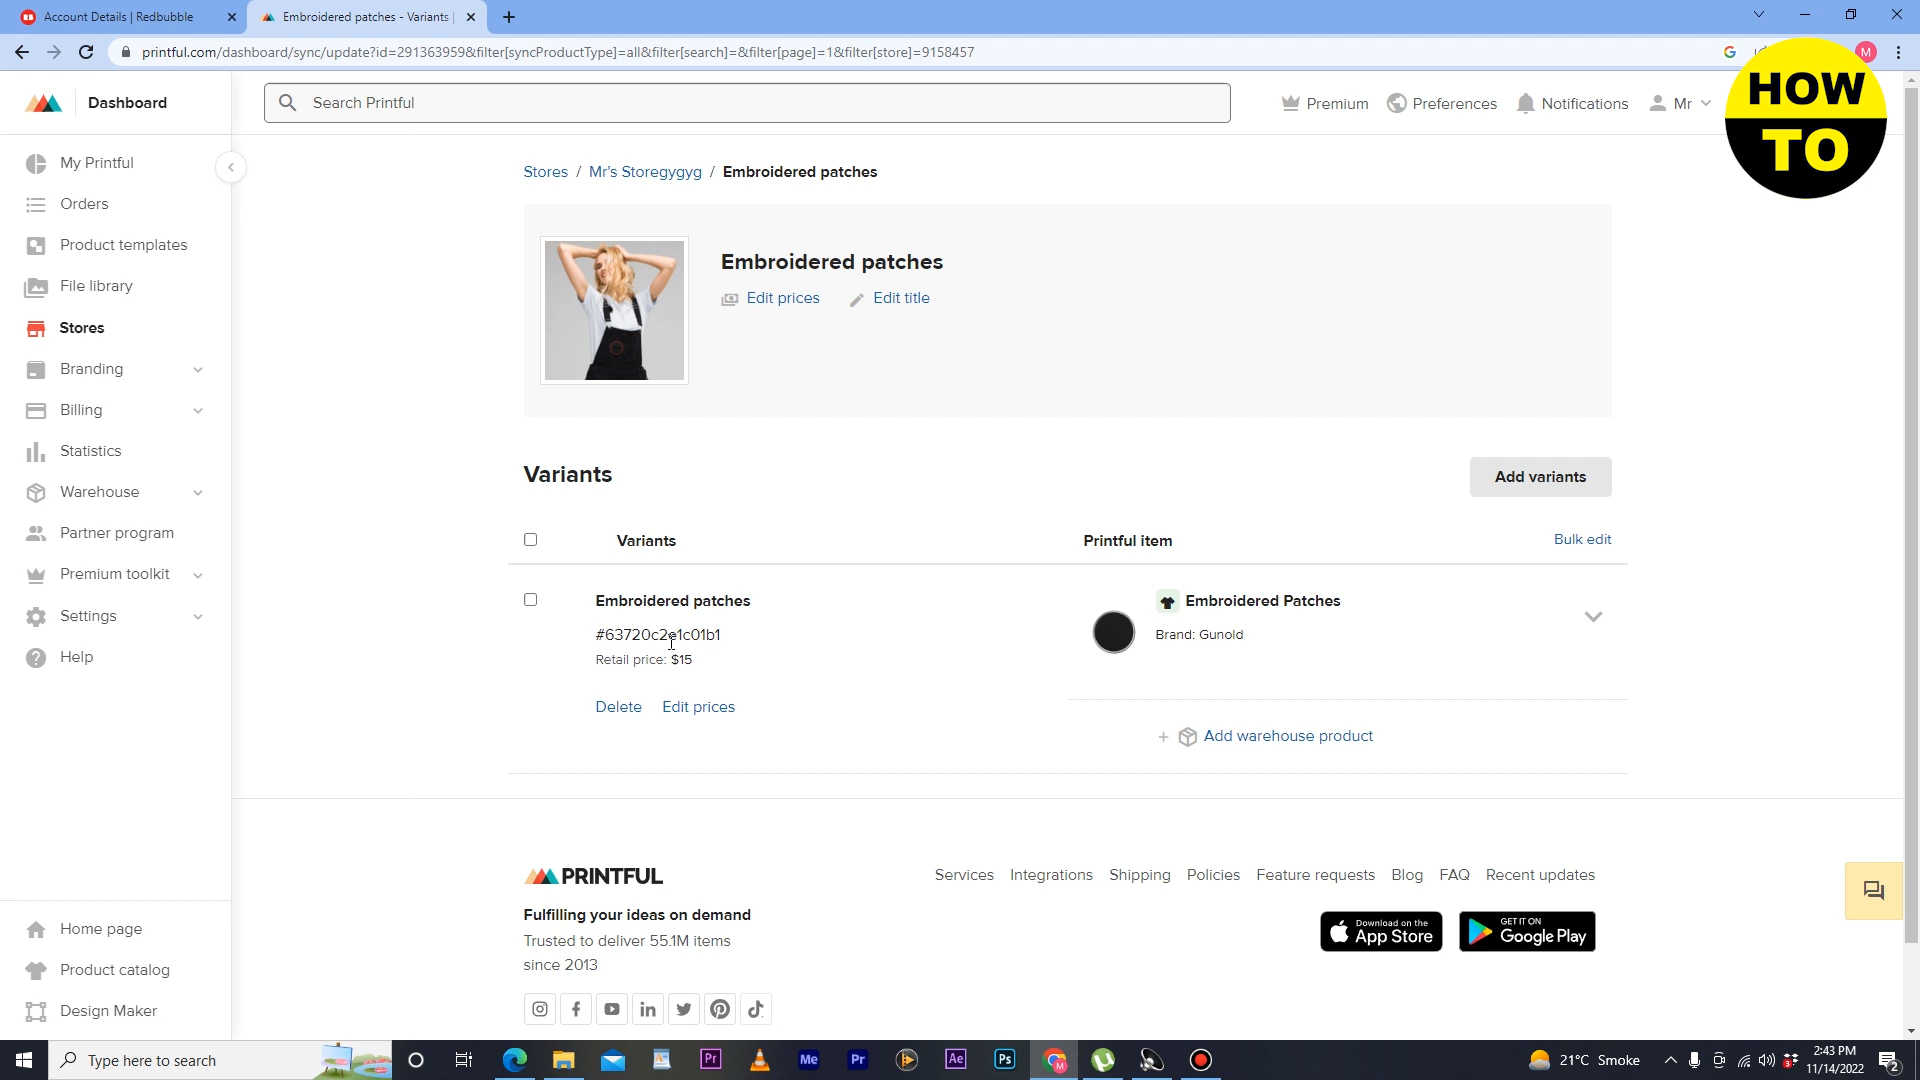 Account Details | Redbubble
Embroidered patches - Variants |
printful.com/dashboard/sync/update?id=291363959&filter[syncProductType]=all&filter[search]=&filter[page]=1&filter[store]=9158457
M
HOW
TO
Dashboard
Search Printful
Premium
Preferences
Notifications
Mr
My Printful
Orders
Product templates
File library
Stores
Branding
Billing
Statistics
Warehouse
Partner program
Premium toolkit
Settings
Help
Home page
Product catalog
Design Maker
Stores / Mr's Storegygyg / Embroidered patches
Embroidered patches
Edit prices
Edit title
Variants
Add variants
Variants
Printful item
Bulk edit
Embroidered patches
#63720c2e1c01b1
Retail price: $15
Delete
Edit prices
Embroidered Patches
Brand: Gunold
+ Add warehouse product
PRINTFUL
Fulfilling your ideas on demand
Trusted to deliver 55.1M items
since 2013
Services
Integrations
Shipping
Policies
Feature requests
Blog
FAQ
Recent updates
Download on the
App Store
GET IT ON
Google Play
Type here to search
Pr
Me
Pr
Ae
Ps
21°C Smoke
2:43 PM
11/14/2022
2